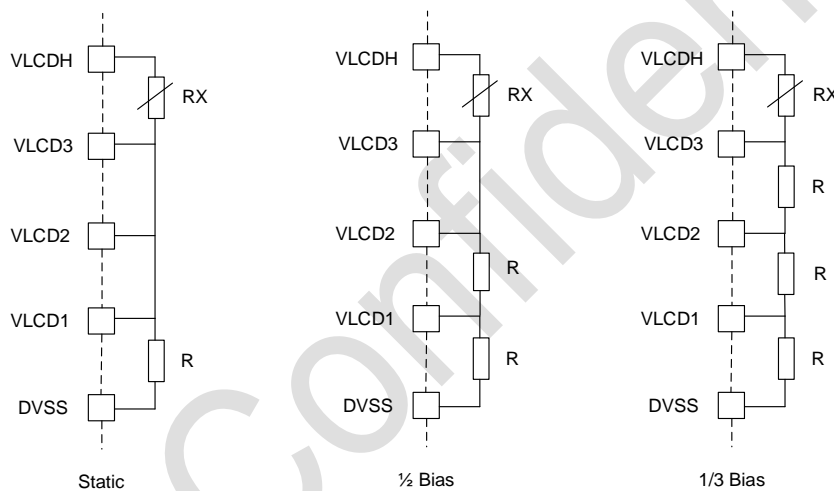 VLCDH
RX
VLCD3
VLCD2
VLCD1
R
DVSS
Static
VLCDH
RX
VLCD3
VLCD2
R
VLCD1
R
DVSS
½ Bias
VLCDH
RX
VLCD3
R
VLCD2
R
VLCD1
R
DVSS
1/3 Bias
Confiden